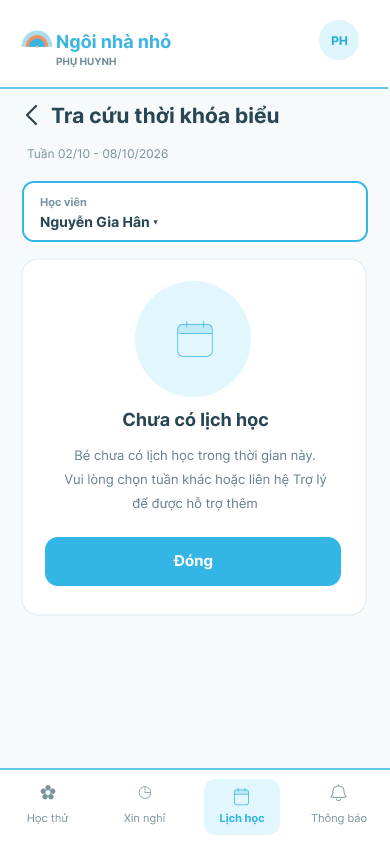 Ngôi nhà nhỏ
PHỤ HUYNH
PH
Tra cứu thời khóa biểu
Tuần 02/10 - 08/10/2026
Học viên
Nguyễn Gia Hân
Chưa có lịch học
Bé chưa có lịch học trong thời gian này.
Vui lòng chọn tuần khác hoặc liên hệ Trợ lý
để được hỗ trợ thêm
Đóng
Học thử
Xin nghỉ
Lịch học
Thông báo